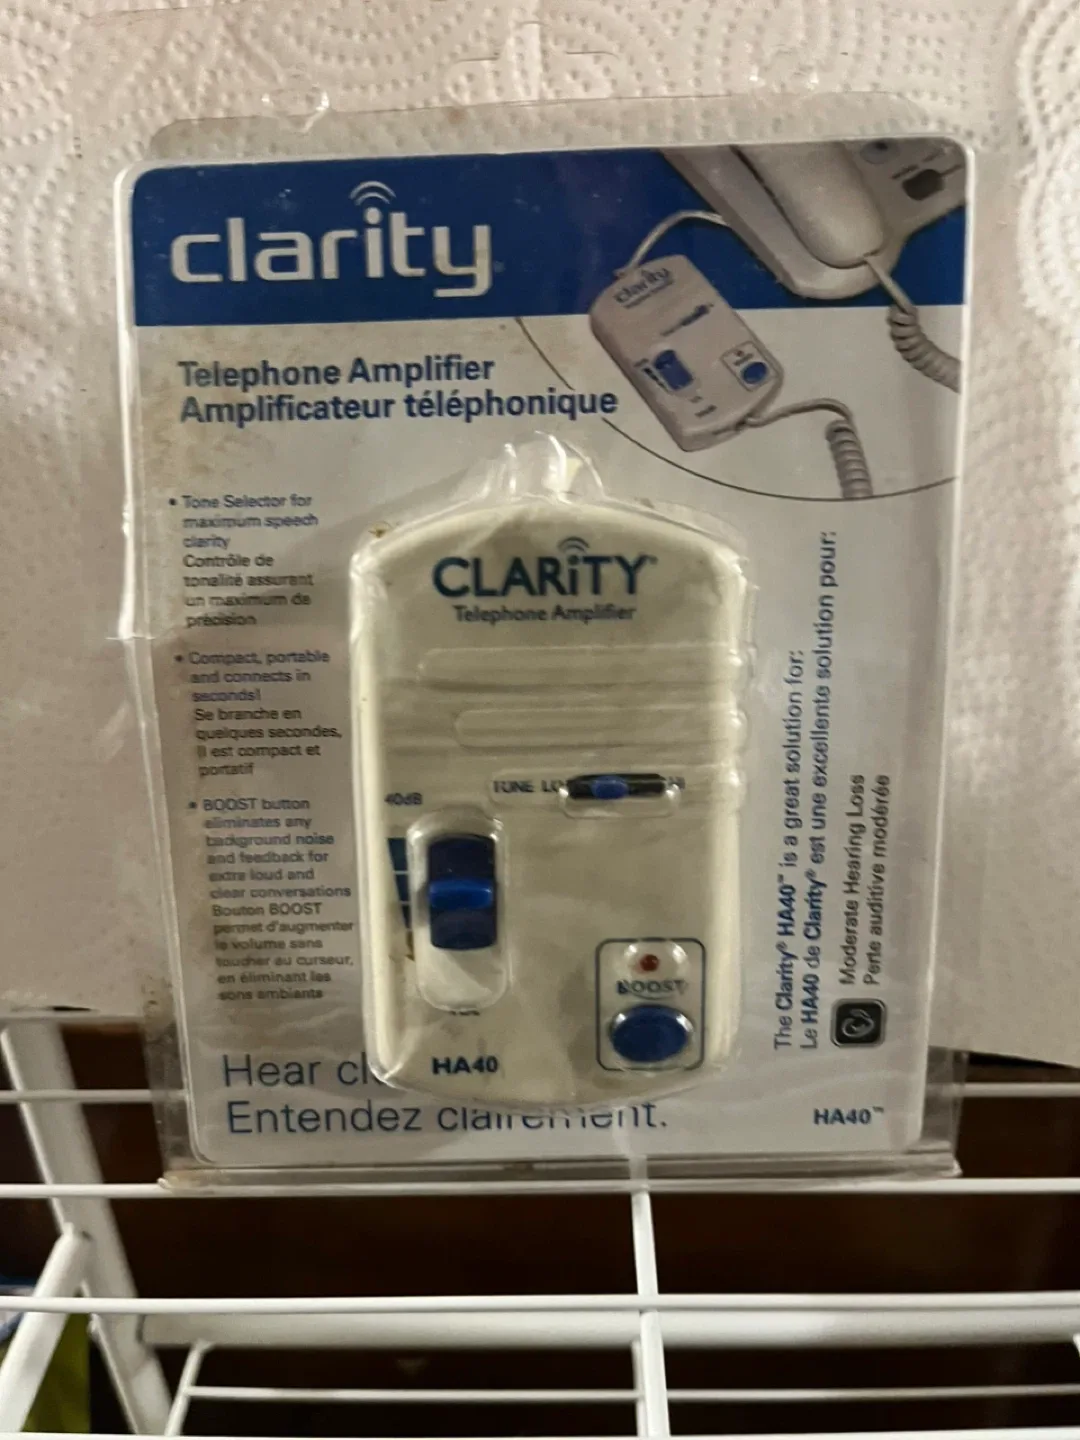 clarity
Telephone Amplifier
Amplificateur téléphonique
• Tone Selector for
maximum speech
clarity
Contrôle de
tonalité assurant
un maximum de
précision
• Compact, portable
and connects in
seconds!
Se branche en
quelques secondes,
Il est compact et
portatif
• BOOST button
eliminates any
background noise
and feedback for
extra loud and
clear conversations
Bouton BOOST
permet d'augmenter
le volume sans
toucher au curseur,
en éliminant les
sons ambiants
clarity
CLARiTY
Telephone Amplifier
TONE LO HI
40dB
BOOST
HA40
The Clarity® HA40™ is a great solution for:
Le HA40 de Clarity® est une excellente solution pour:
Moderate Hearing Loss
Perte auditive modérée
Hear cl
Entendez clairement.
HA40™